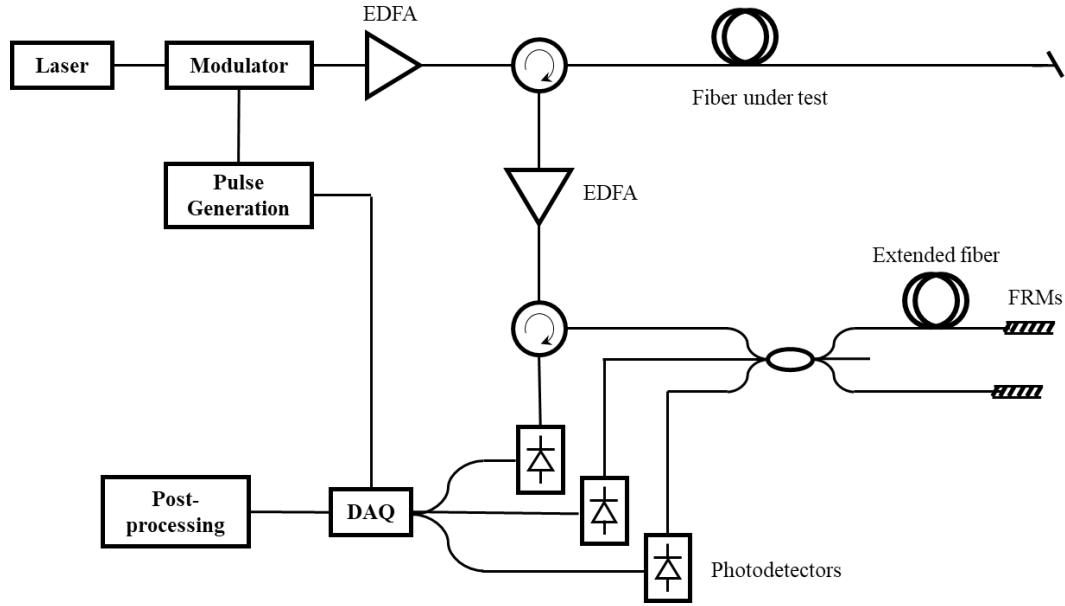 EDFA
Laser
Modulator
Fiber under test
Pulse
Generation
EDFA
Extended fiber
FRMs
Post-
processing
DAQ
Photodetectors